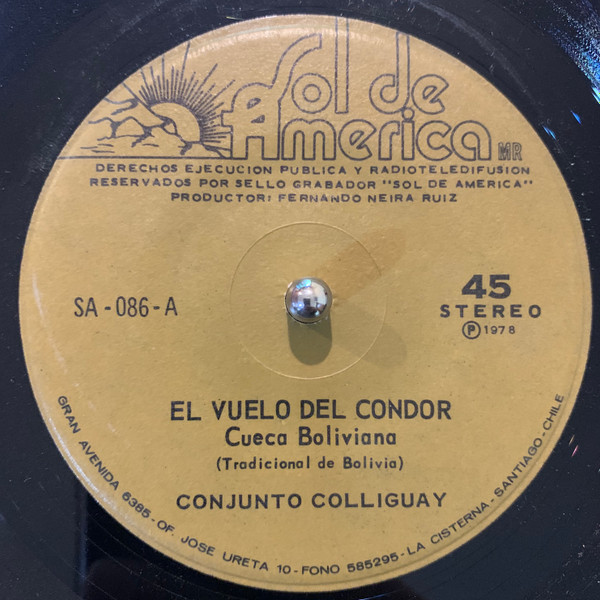 Sol de
America MR
DERECHOS EJECUCION PUBLICA Y RADIOTELEDIFUSION
RESERVADOS POR SELLO GRABADOR "SOL DE AMERICA"
PRODUCTOR: FERNANDO NEIRA RUIZ
SA-086-A
45
STEREO
Ⓟ 1978
EL VUELO DEL CONDOR
Cueca Boliviana
(Tradicional de Bolivia)
CONJUNTO COLLIGUAY
GRAN AVENIDA 6385-OF. JOSE URETA 10-FONO 585295-LA CISTERNA-SANTIAGO-CHILE